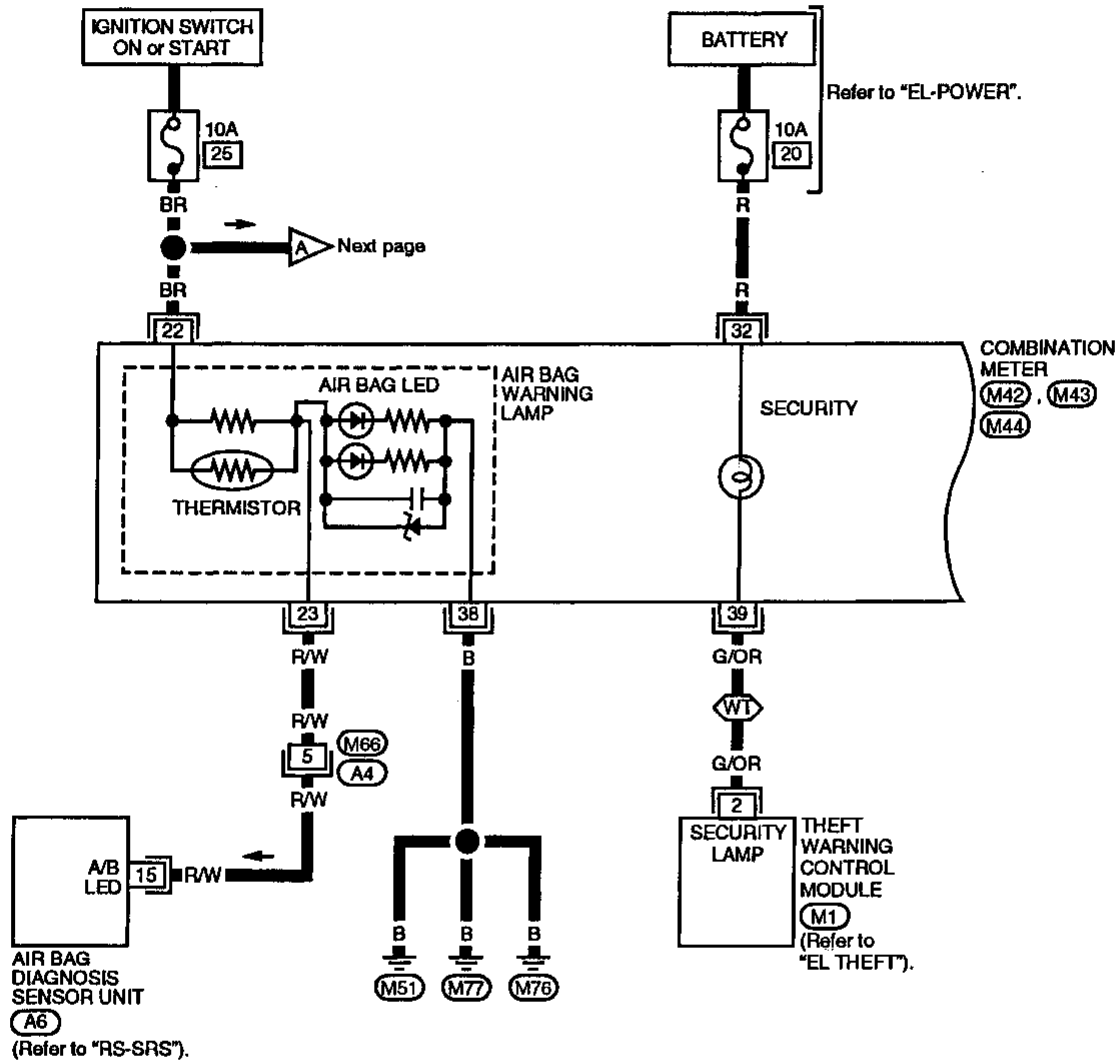 IGNITION SWITCH
ON or START
BATTERY
Refer to "EL-POWER".
10A
25
10A
20
BR
R
A
Next page
BR
R
22
32
COMBINATION
METER
M42 , M43
M44
AIR BAG LED
AIR BAG
WARNING
LAMP
SECURITY
THERMISTOR
23
38
39
R/W
B
G/OR
WT
R/W
5
M66
A4
G/OR
R/W
2
SECURITY
LAMP
THEFT
WARNING
CONTROL
MODULE
M1
(Refer to
"EL THEFT").
A/B
LED
15
R/W
B
B
B
M51
M77
M76
AIR BAG
DIAGNOSIS
SENSOR UNIT
A6
(Refer to "RS-SRS").